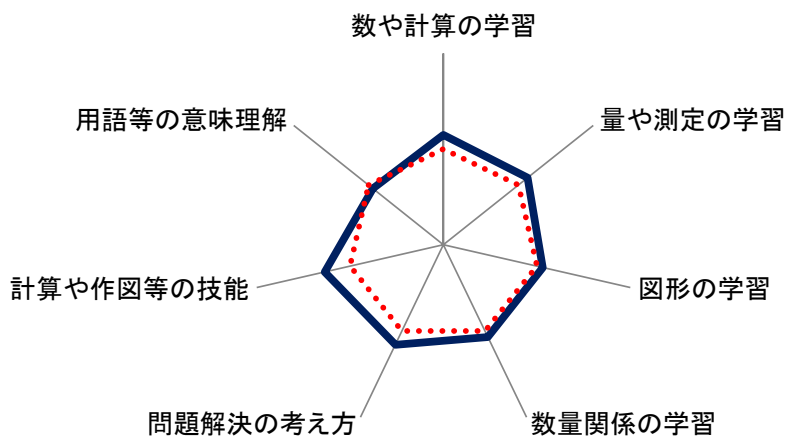 数や計算の学習
用語等の意味理解
量や測定の学習
計算や作図等の技能
図形の学習
問題解決の考え方
数量関係の学習